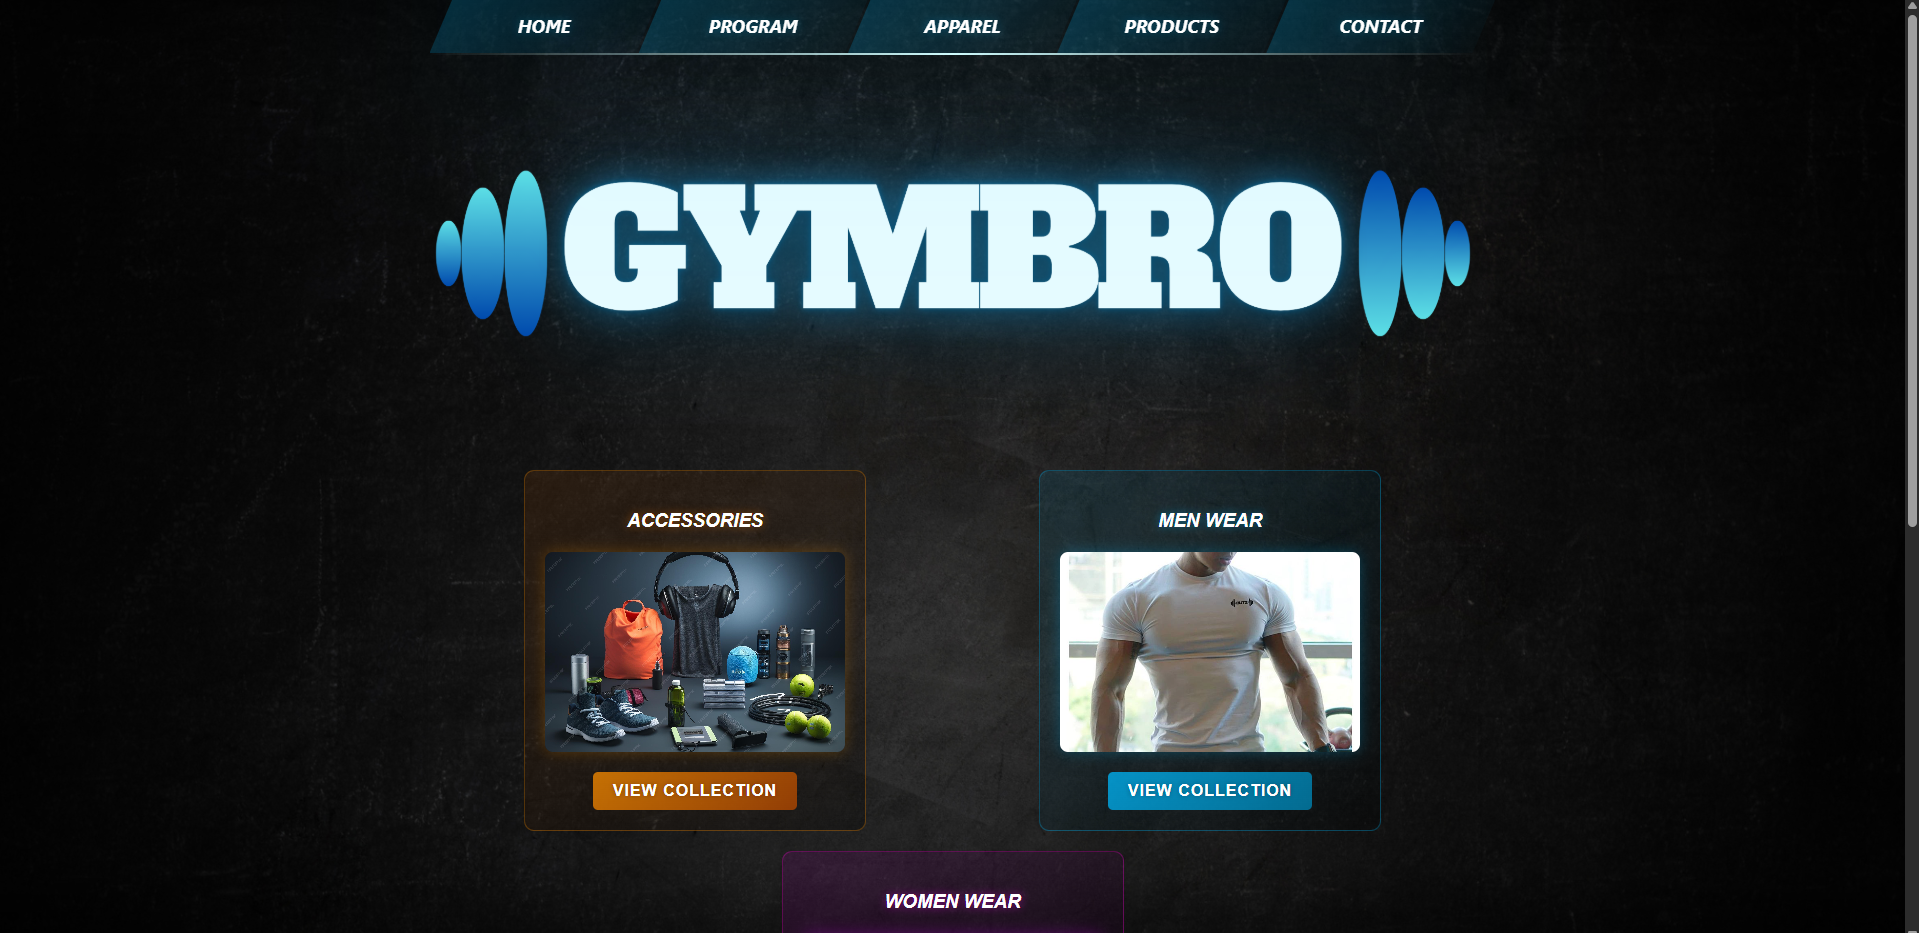 HOME PROGRAM APPAREL PRODUCTS CONTACT
GYMBRO
ACCESSORIES
VIEW COLLECTION
MEN WEAR
VIEW COLLECTION
WOMEN WEAR